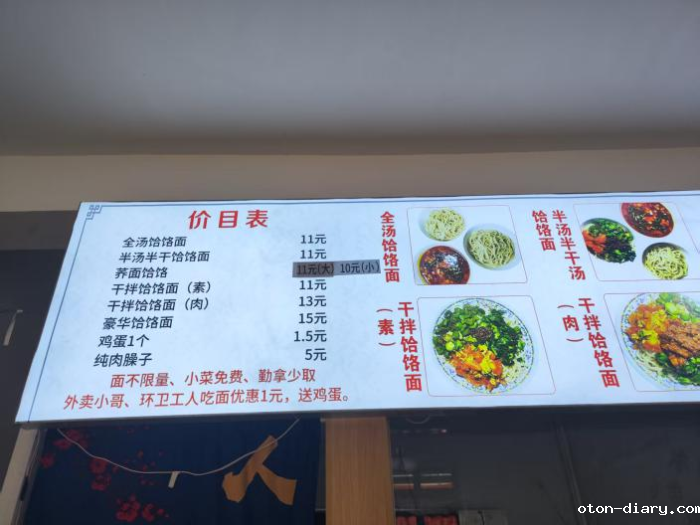 价目表
全汤饸饹面 11元
半汤半干饸饹面 11元
荞面饸饹 11元(大) 10元(小)
干拌饸饹面（素） 11元
干拌饸饹面（肉） 13元
豪华饸饹面 15元
鸡蛋1个 1.5元
纯肉臊子 5元
面不限量、小菜免费、勤拿少取
外卖小哥、环卫工人吃面优惠1元，送鸡蛋。
全汤饸饹面
半汤半干汤
饸饹面
干拌饸饹面
（素）
干拌饸饹面
（肉）
oton-diary.com